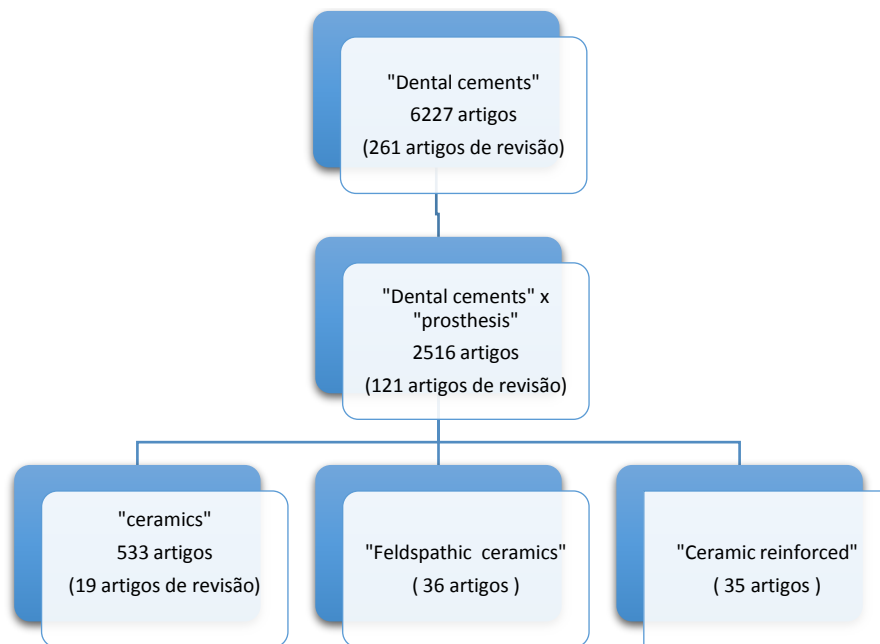 "Dental cements"
6227 artigos
(261 artigos de revisão)
"Dental cements" x
"prosthesis"
2516 artigos
(121 artigos de revisão)
"ceramics"
533 artigos
(19 artigos de revisão)
"Feldspathic ceramics"
( 36 artigos )
"Ceramic reinforced"
( 35 artigos )